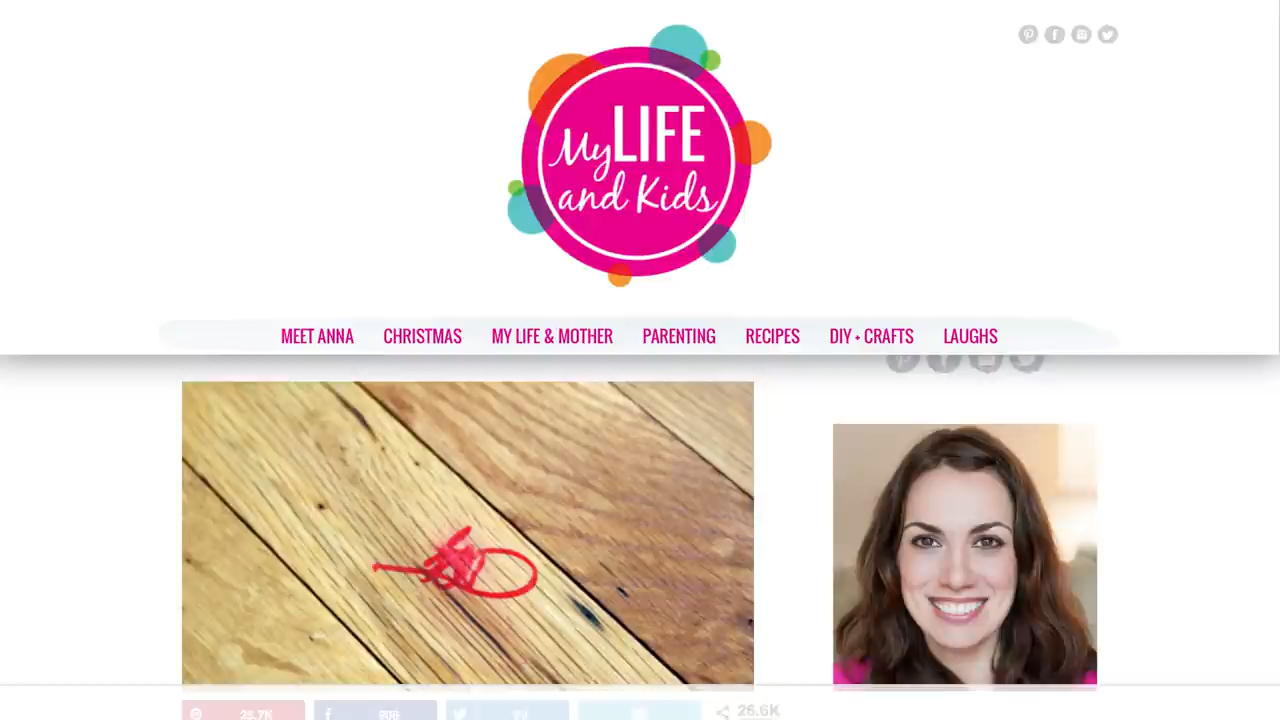 My LIFE
and Kids
MEET ANNA CHRISTMAS MY LIFE & MOTHER PARENTING RECIPES DIY + CRAFTS LAUGHS
26.6K